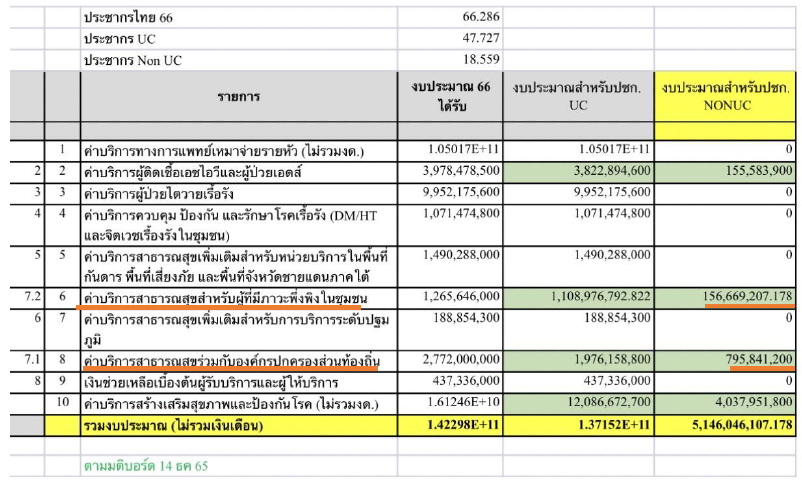 ประชากรไทย 66 66.286
ประชากร UC 47.727
ประชากร Non UC 18.559
รายการ งบประมาณ 66 ได้รับ งบประมาณสำหรับปชก. UC งบประมาณสำหรับปชก. NONUC
1 ค่าบริการทางการแพทย์เหมาจ่ายรายหัว (ไม่รวมงด.) 1.05017E+11 1.05017E+11 0
2 2 ค่าบริการผู้ติดเชื้อเอชไอวีและผู้ป่วยเอดส์ 3,978,478,500 3,822,894,600 155,583,900
3 3 ค่าบริการผู้ป่วยไตวายเรื้อรัง 9,952,175,600 9,952,175,600 0
4 4 ค่าบริการควบคุม ป้องกัน และรักษาโรคเรื้อรัง (DM/HT 1,071,474,800 1,071,474,800 0
และจิตเวชเรื้อรังในชุมชน)
5 5 ค่าบริการสาธารณสุขเพิ่มเติมสำหรับหน่วยบริการในพื้นที่ 1,490,288,000 1,490,288,000 0
กันดาร พื้นที่เสี่ยงภัย และพื้นที่จังหวัดชายแดนภาคใต้
7.2 6 ค่าบริการสาธารณสุขสำหรับผู้ที่มีภาวะพึ่งพิงในชุมชน 1,265,646,000 1,108,976,792.822 156,669,207.178
6 7 ค่าบริการสาธารณสุขเพิ่มเติมสำหรับการบริการระดับปฐม 188,854,300 188,854,300 0
ภูมิ
7.1 8 ค่าบริการสาธารณสุขร่วมกับองค์กรปกครองส่วนท้องถิ่น 2,772,000,000 1,976,158,800 795,841,200
8 9 เงินช่วยเหลือเบื้องต้นผู้รับบริการและผู้ให้บริการ 437,336,000 437,336,000 0
10 ค่าบริการสร้างเสริมสุขภาพและป้องกันโรค (ไม่รวมงด.) 1.61246E+10 12,086,672,700 4,037,951,800
รวมงบประมาณ (ไม่รวมเงินเดือน) 1.42298E+11 1.37152E+11 5,146,046,107.178
ตามมติบอร์ด 14 ธค 65